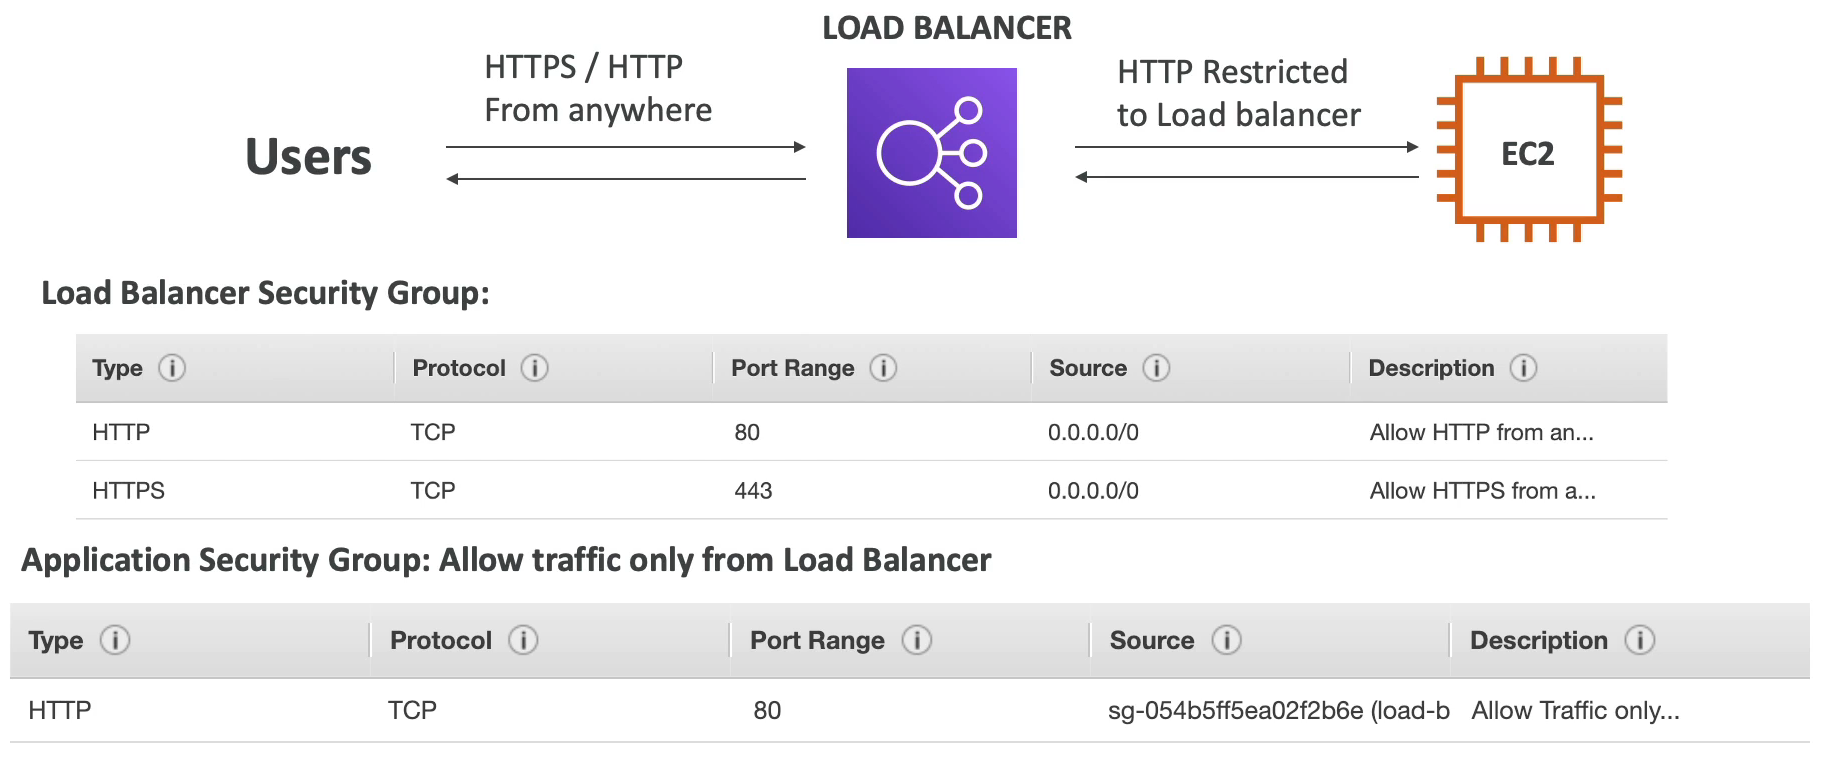 LOAD BALANCER
HTTPS / HTTP
From anywhere
HTTP Restricted
to Load balancer
Users
EC2
Load Balancer Security Group:
Type Protocol Port Range Source Description
HTTP TCP 80 0.0.0.0/0 Allow HTTP from an...
HTTPS TCP 443 0.0.0.0/0 Allow HTTPS from a...
Application Security Group: Allow traffic only from Load Balancer
Type Protocol Port Range Source Description
HTTP TCP 80 sg-054b5ff5ea02f2b6e (load-b Allow Traffic only...